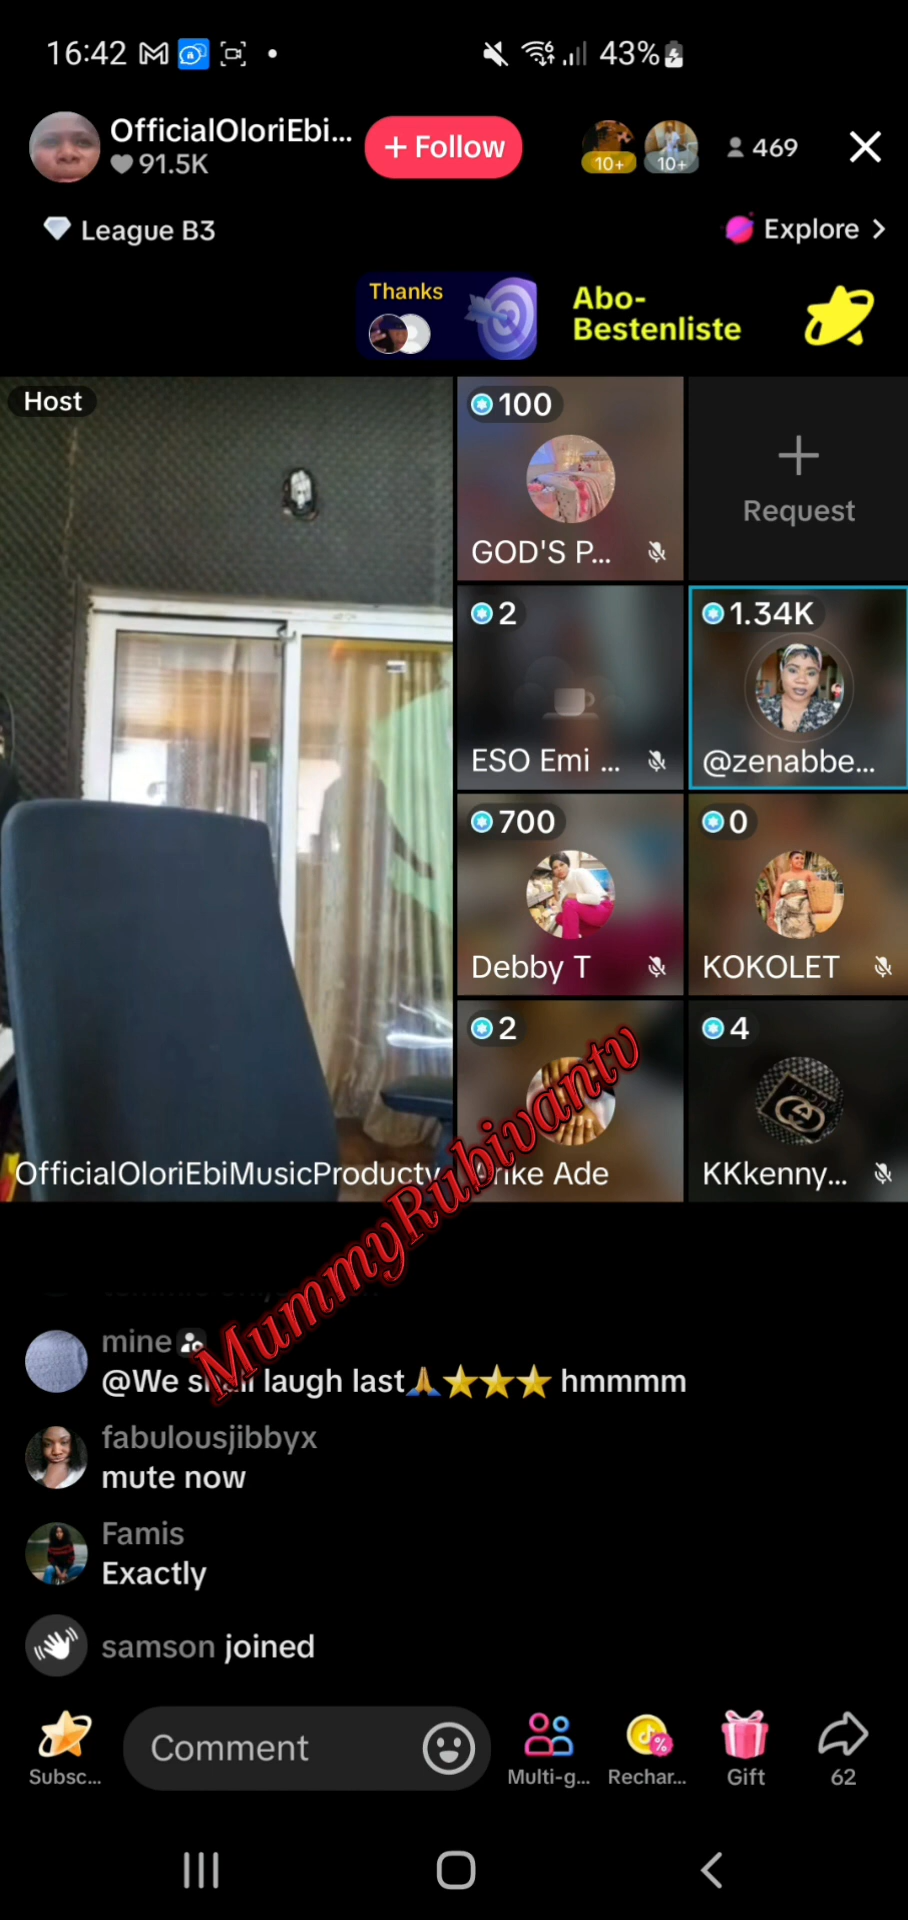 16:42
43%
OfficialOloriEbi...
+ Follow
91.5K
10+
10+
469
League B3
Explore
Thanks
Abo-
Bestenliste
Host
100
GOD'S P...
Request
2
ESO Emi ...
1.34K
@zenabbe...
700
Debby T
0
KOKOLET
2
4
OfficialOloriEbiMusicProductv
Ade
KKkenny...
MummyRubivantv
mine
@We shall laugh last🙏⭐⭐⭐ hmmmm
fabulousjibbyx
mute now
Famis
Exactly
samson joined
Subsc...
Comment
Multi-g...
Rechar...
Gift
62